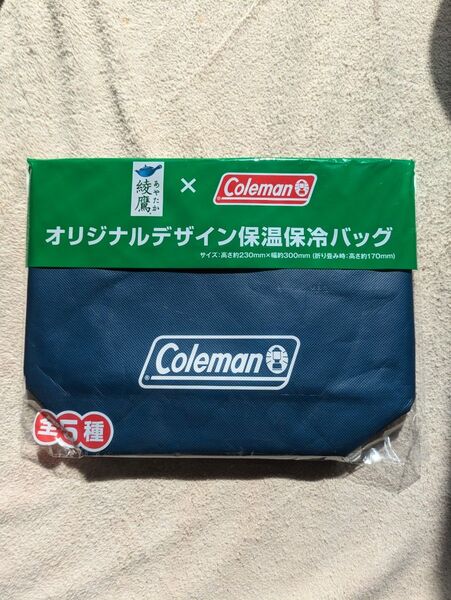 あやたか
綾鷹
×
Coleman
オリジナルデザイン保温保冷バッグ
サイズ:高さ約230mm×幅約300mm (折り畳み時:高さ約170mm)
Coleman
全5種